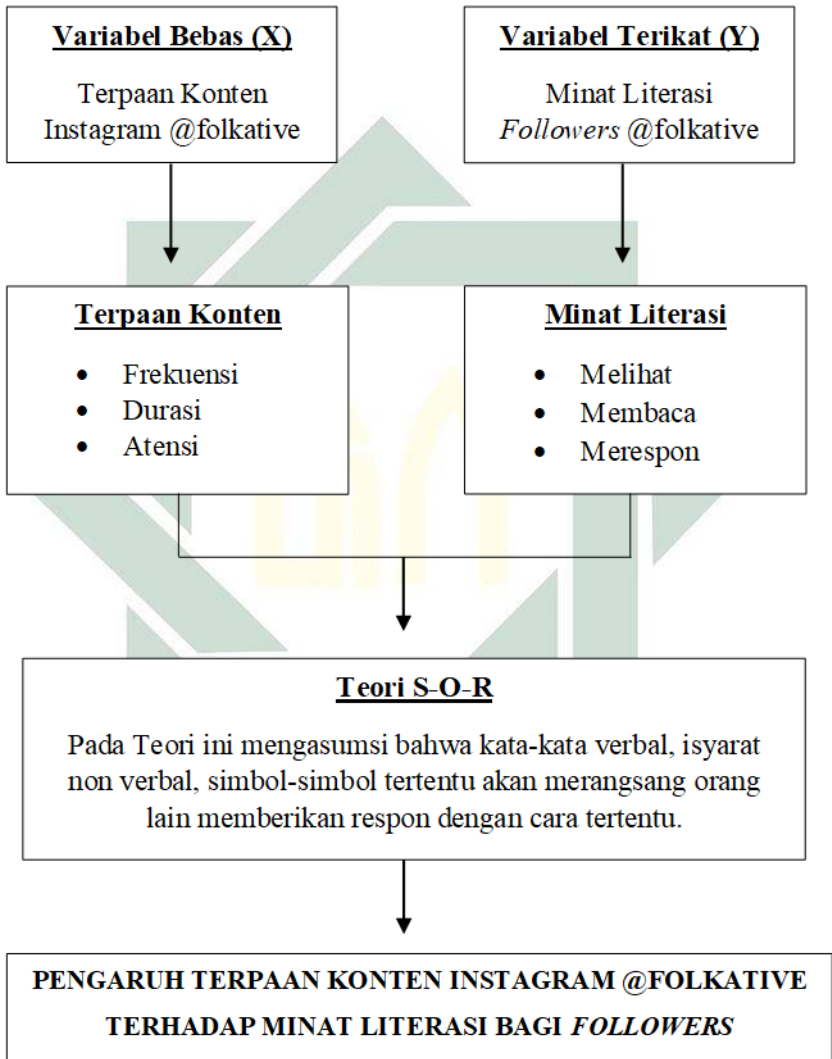 Variabel Bebas (X)
Terpaan Konten
Instagram @folkative
Variabel Terikat (Y)
Minat Literasi
Followers @folkative
Terpaan Konten
• Frekuensi
• Durasi
• Atensi
Minat Literasi
• Melihat
• Membaca
• Merespon
Teori S-O-R
Pada Teori ini mengasumsi bahwa kata-kata verbal, isyarat
non verbal, simbol-simbol tertentu akan merangsang orang
lain memberikan respon dengan cara tertentu.
PENGARUH TERPAAN KONTEN INSTAGRAM @FOLKATIVE
TERHADAP MINAT LITERASI BAGI FOLLOWERS